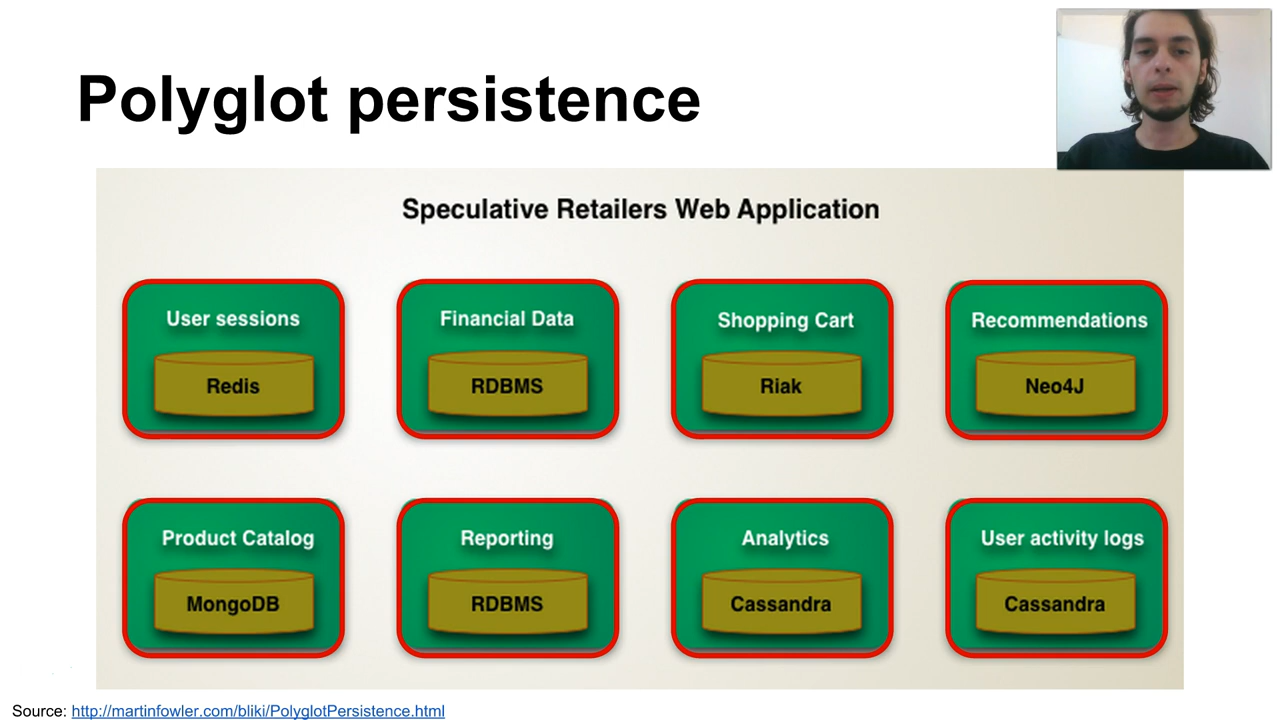 Polyglot persistence
Speculative Retailers Web Application
User sessions
Redis
Financial Data
RDBMS
Shopping Cart
Riak
Recommendations
Neo4J
Product Catalog
MongoDB
Reporting
RDBMS
Analytics
Cassandra
User activity logs
Cassandra
Source: http://martinfowler.com/bliki/PolyglotPersistence.html